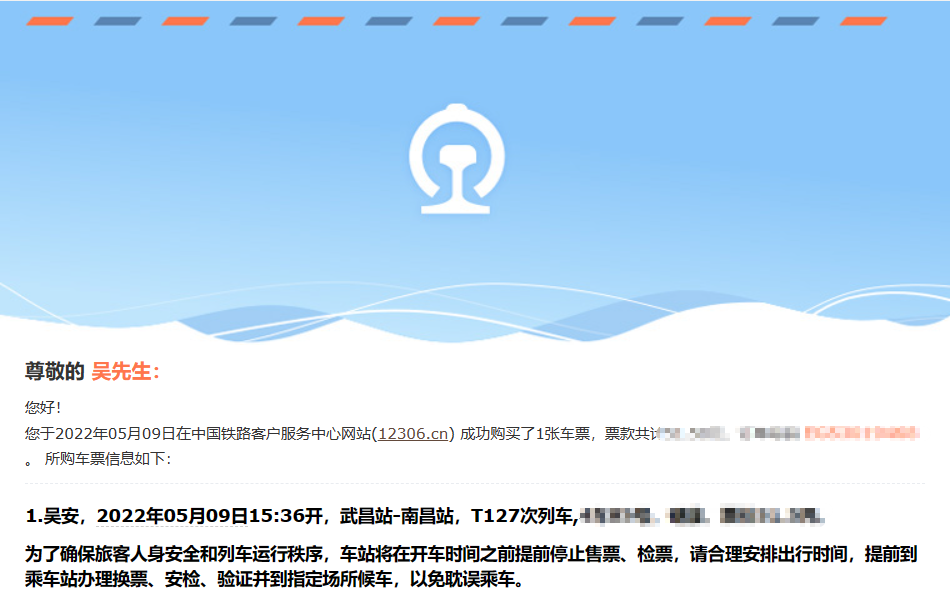 尊敬的 吴先生：
您好！
您于2022年05月09日在中国铁路客户服务中心网站(12306.cn) 成功购买了1张车票，票款共计
。 所购车票信息如下：
1.吴安，2022年05月09日15:36开，武昌站-南昌站，T127次列车,
为了确保旅客人身安全和列车运行秩序，车站将在开车时间之前提前停止售票、检票，请合理安排出行时间，提前到
乘车站办理换票、安检、验证并到指定场所候车，以免耽误乘车。